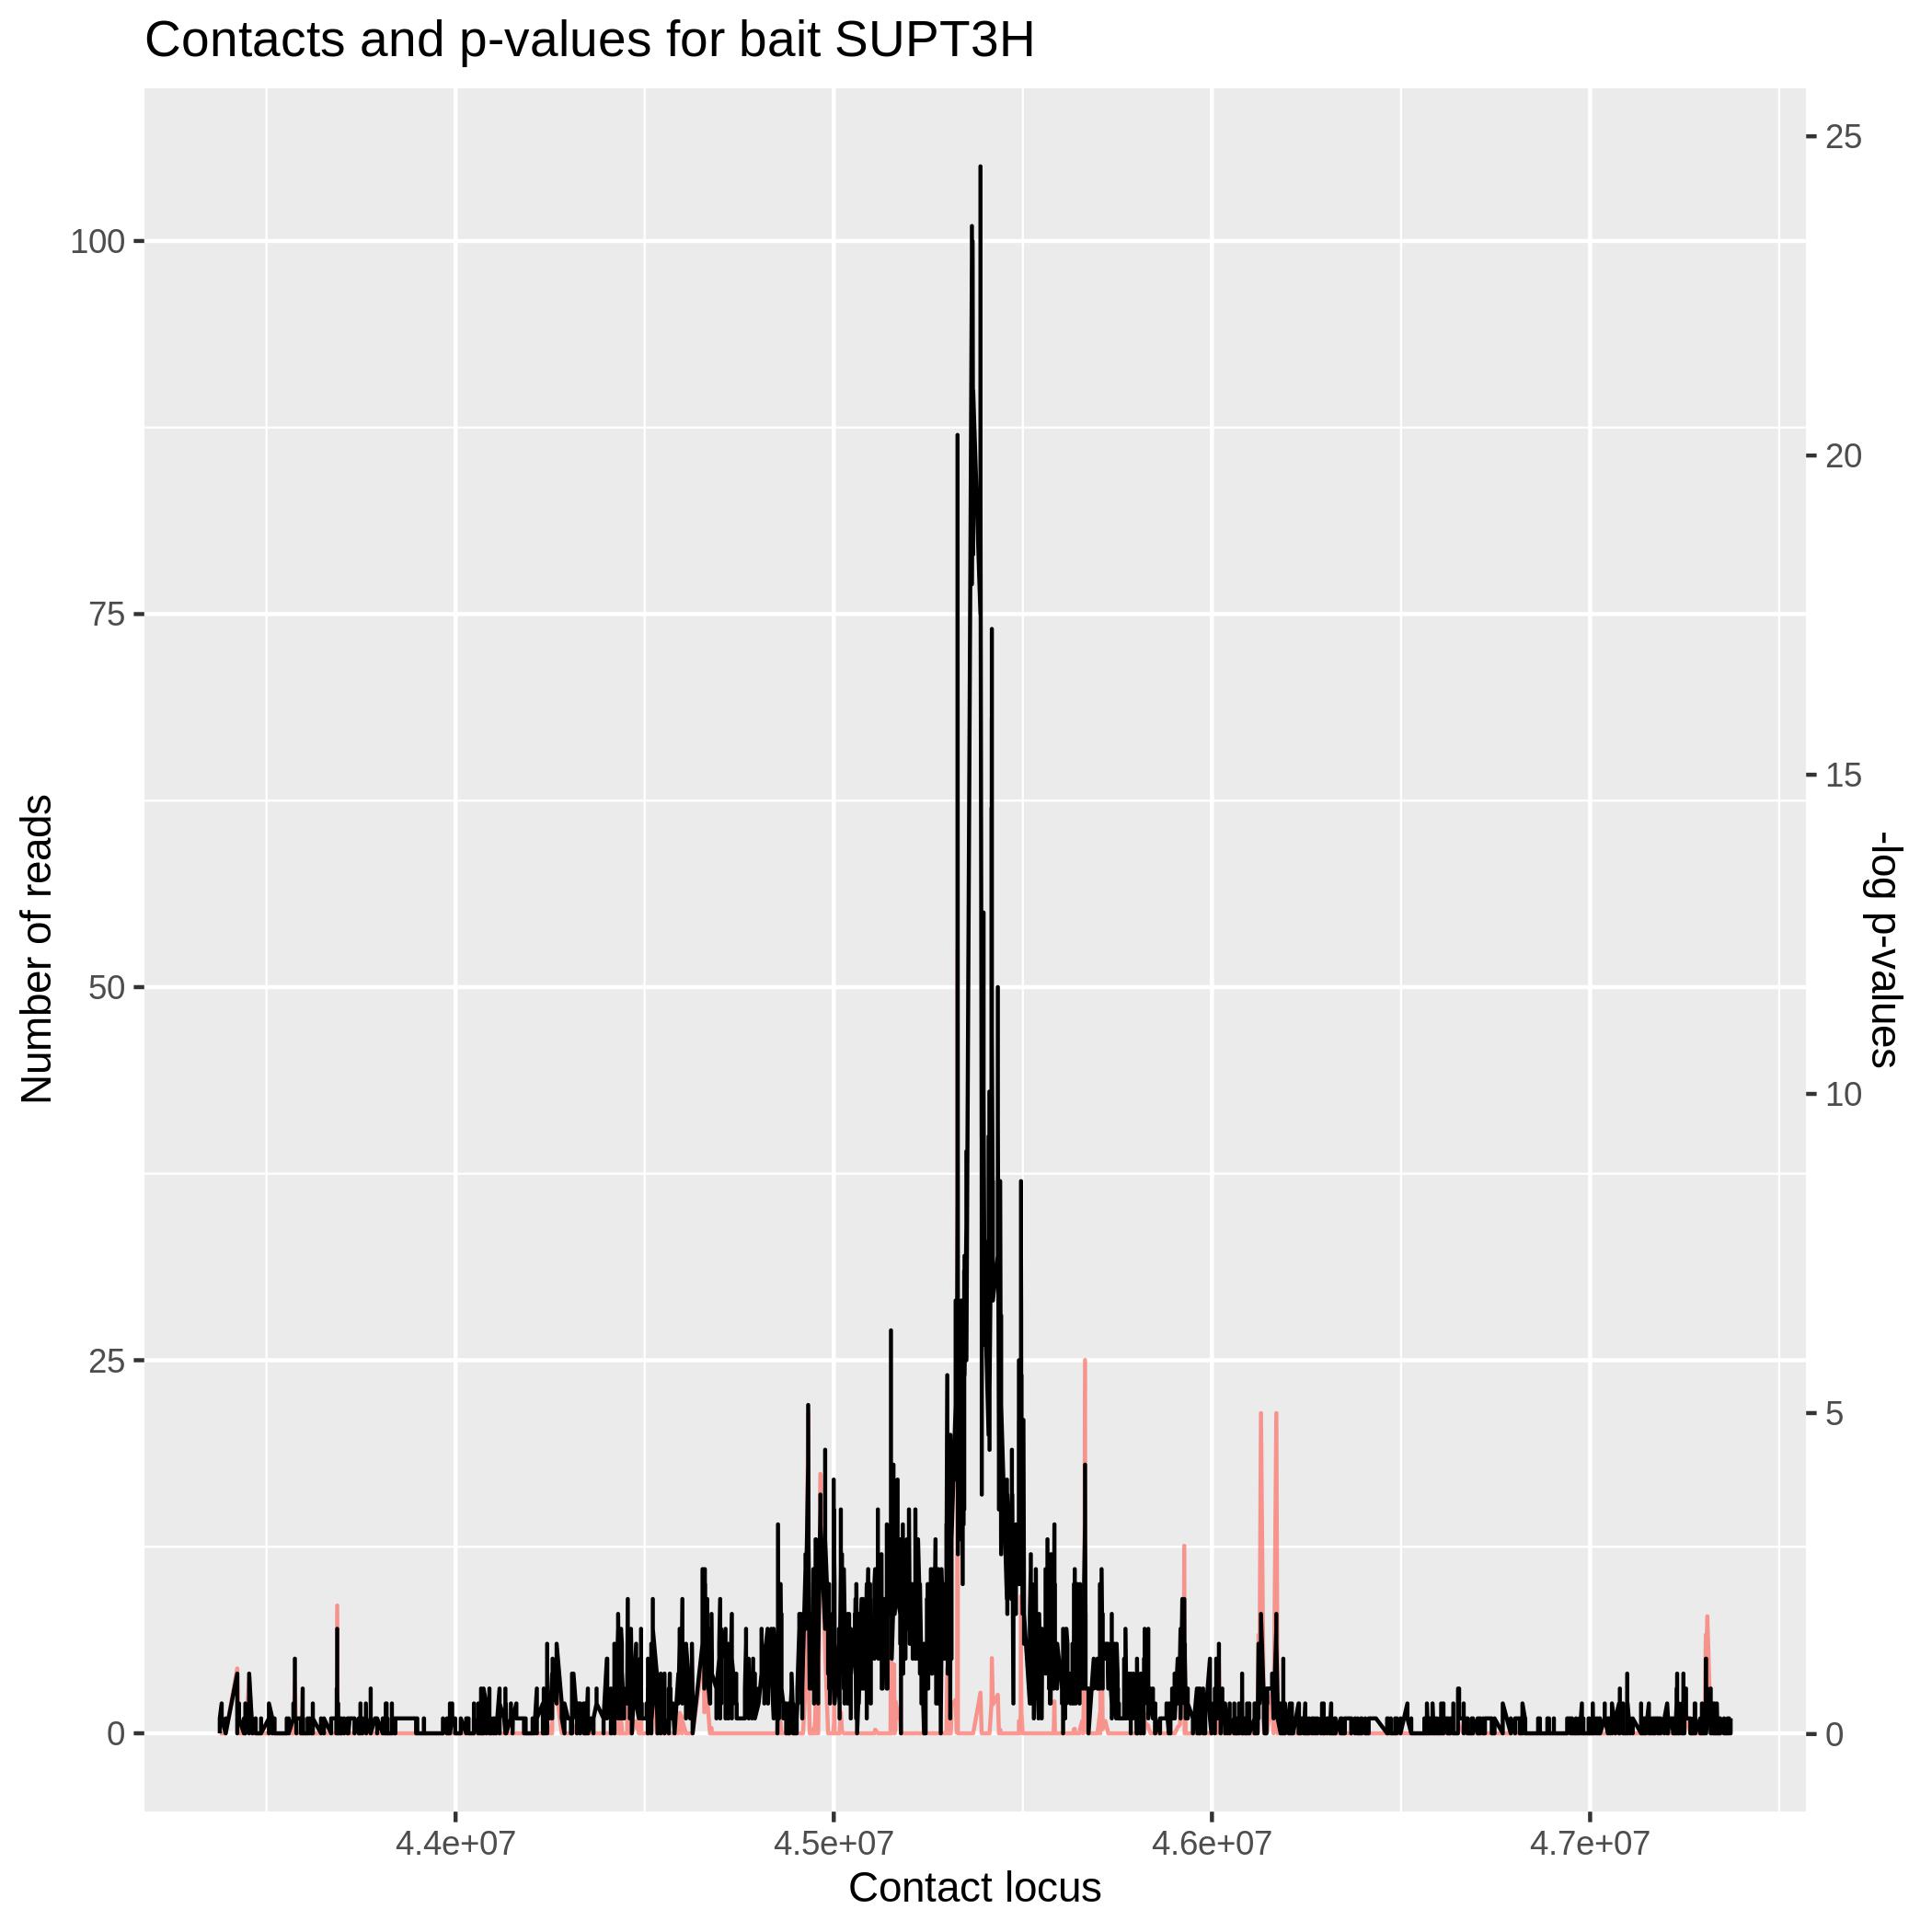 Contacts and p-values for bait SUPT3H
100
75
50
25
0
Number of reads
25
20
15
10
5
0
-log p-values
4.4e+07
4.5e+07
4.6e+07
4.7e+07
Contact locus